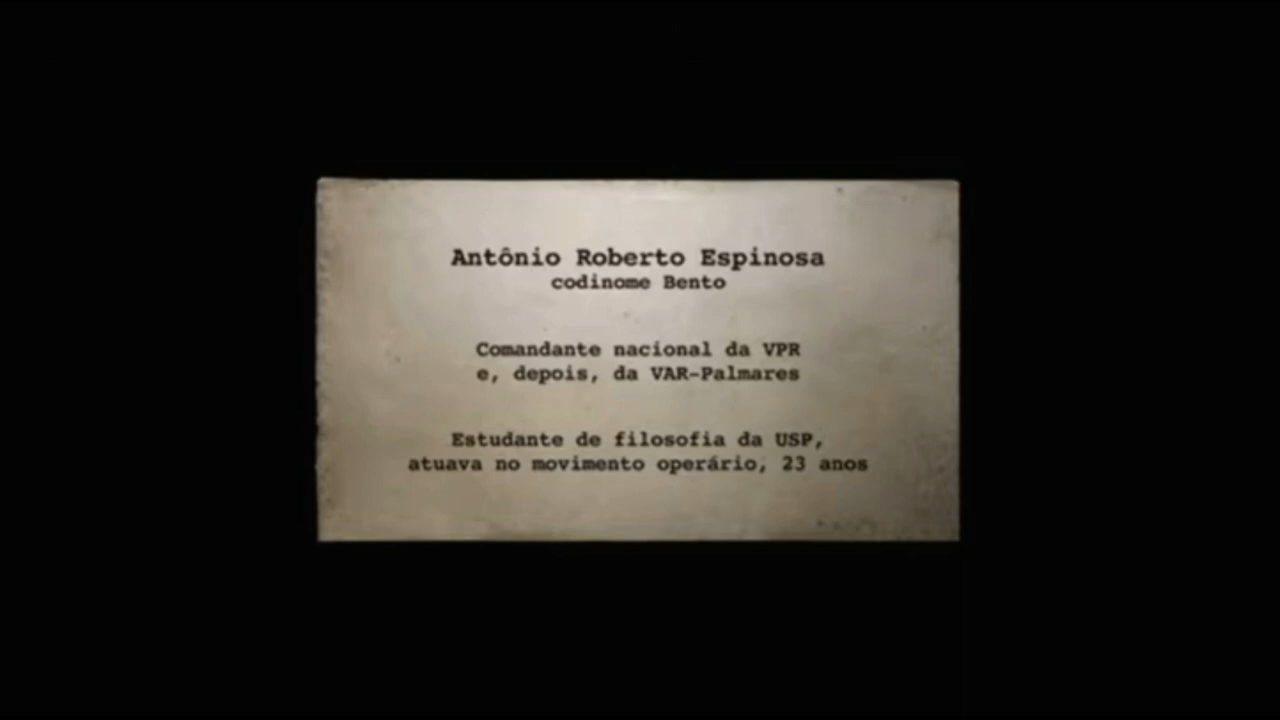 Antônio Roberto Espinosa
codinome Bento
Comandante nacional da VPR
e, depois, da VAR-Palmares
Estudante de filosofia da USP,
atuava no movimento operário, 23 anos